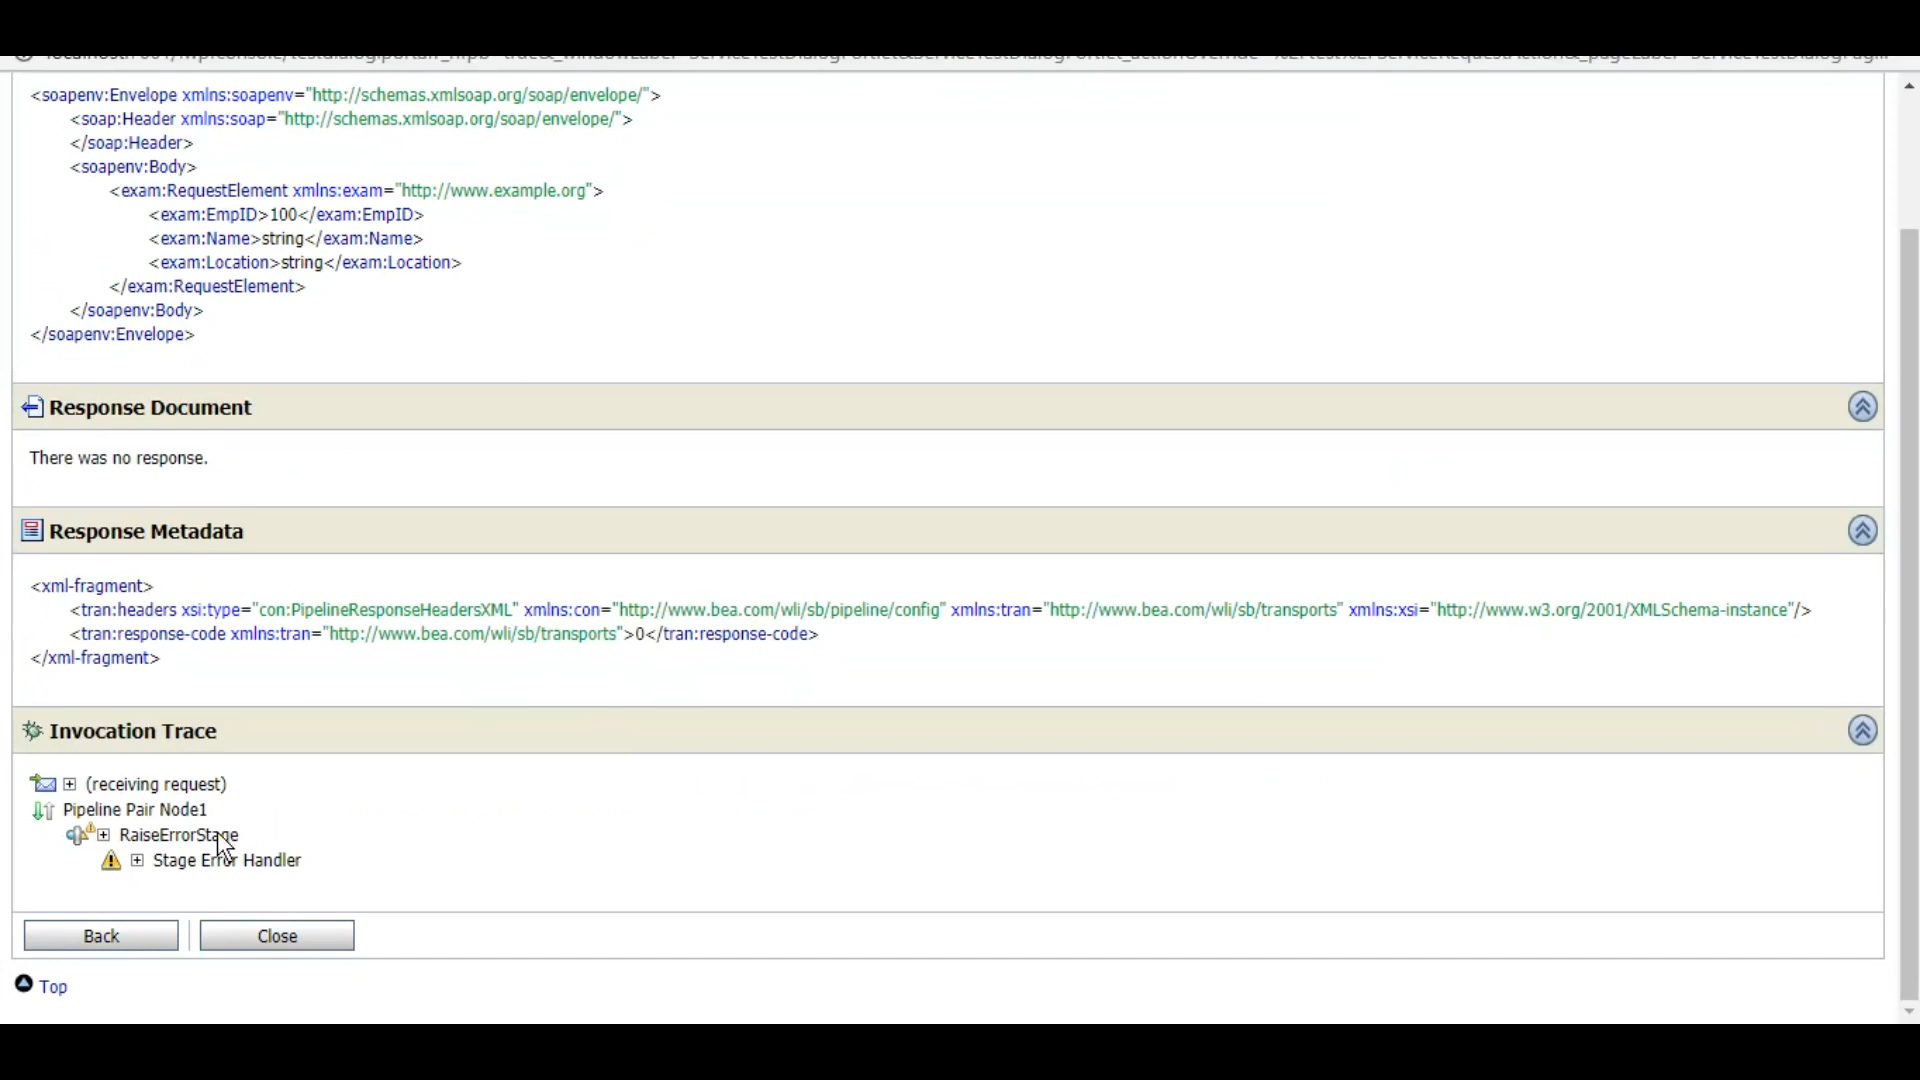 <soapenv:Envelope xmlns:soapenv="http://schemas.xmlsoap.org/soap/envelope/">
<soap:Header xmlns:soap="http://schemas.xmlsoap.org/soap/envelope/">
</soap:Header>
<soapenv:Body>
<exam:RequestElement xmlns:exam="http://www.example.org">
<exam:EmpID>100</exam:EmpID>
<exam:Name>string</exam:Name>
<exam:Location>string</exam:Location>
</exam:RequestElement>
</soapenv:Body>
</soapenv:Envelope>
Response Document
There was no response.
Response Metadata
<xml-fragment>
<tran:headers xsi:type="con:PipelineResponseHeadersXML" xmlns:con="http://www.bea.com/wli/sb/pipeline/config" xmlns:tran="http://www.bea.com/wli/sb/transports" xmlns:xsi="http://www.w3.org/2001/XMLSchema-instance"/>
<tran:response-code xmlns:tran="http://www.bea.com/wli/sb/transports">0</tran:response-code>
</xml-fragment>
Invocation Trace
(receiving request)
Pipeline Pair Node1
RaiseErrorStage
Stage Error Handler
Back
Close
Top